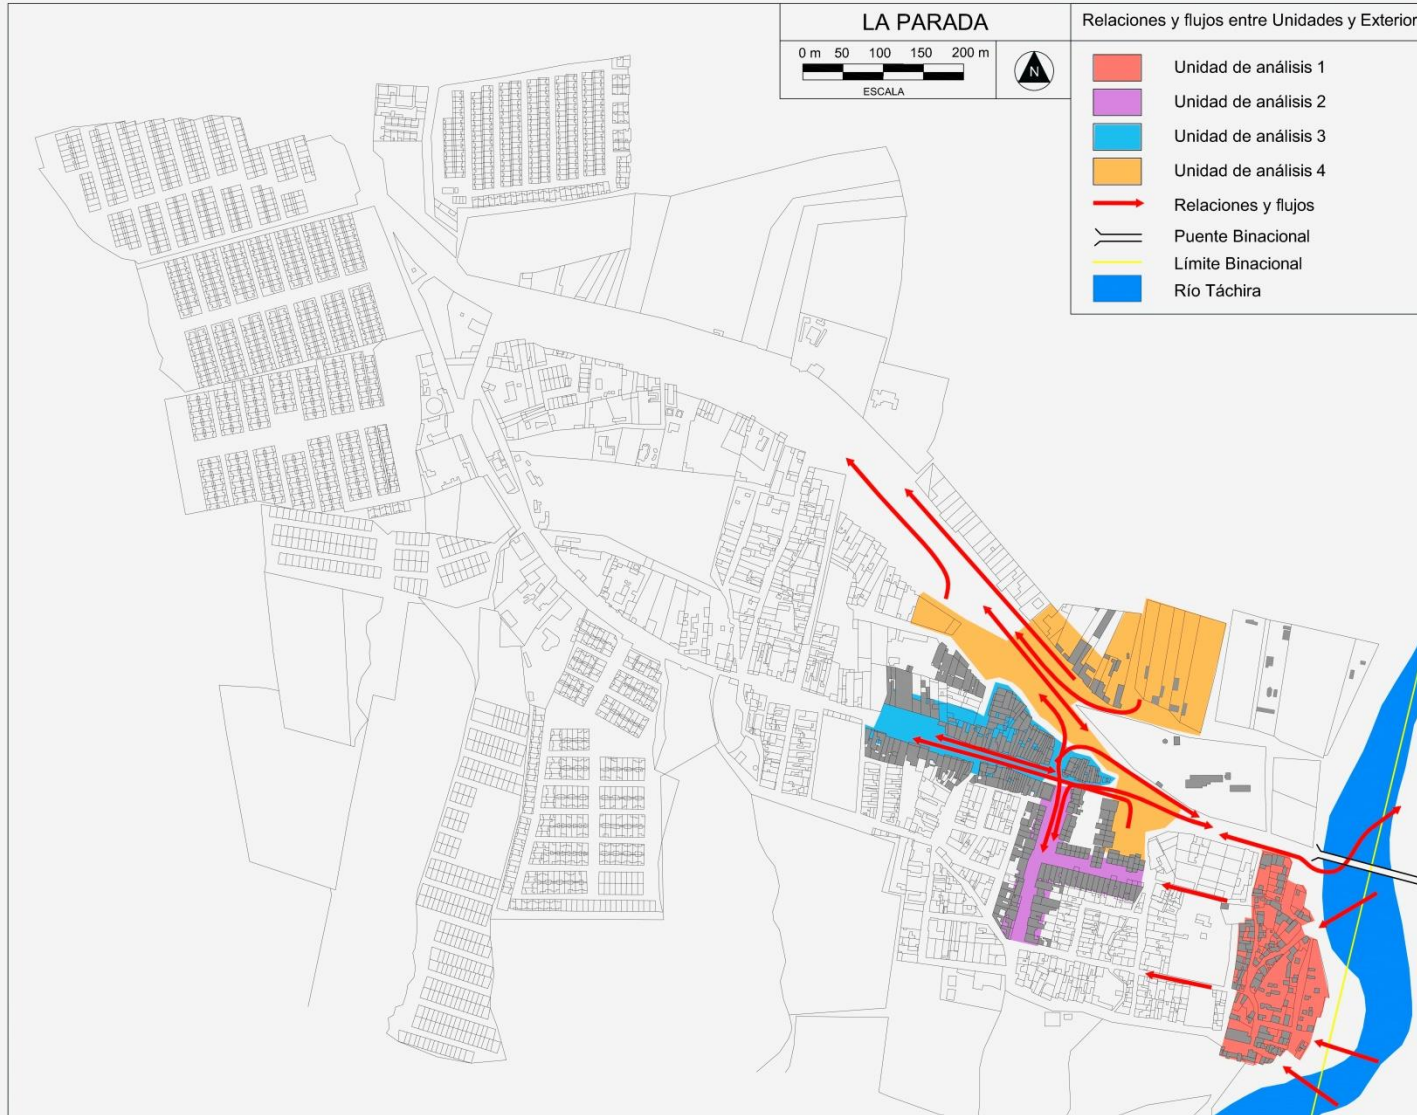 LA PARADA
0 m 50 100 150 200 m
ESCALA
N
Relaciones y flujos entre Unidades y Exterior
Unidad de análisis 1
Unidad de análisis 2
Unidad de análisis 3
Unidad de análisis 4
Relaciones y flujos
Puente Binacional
Límite Binacional
Río Táchira